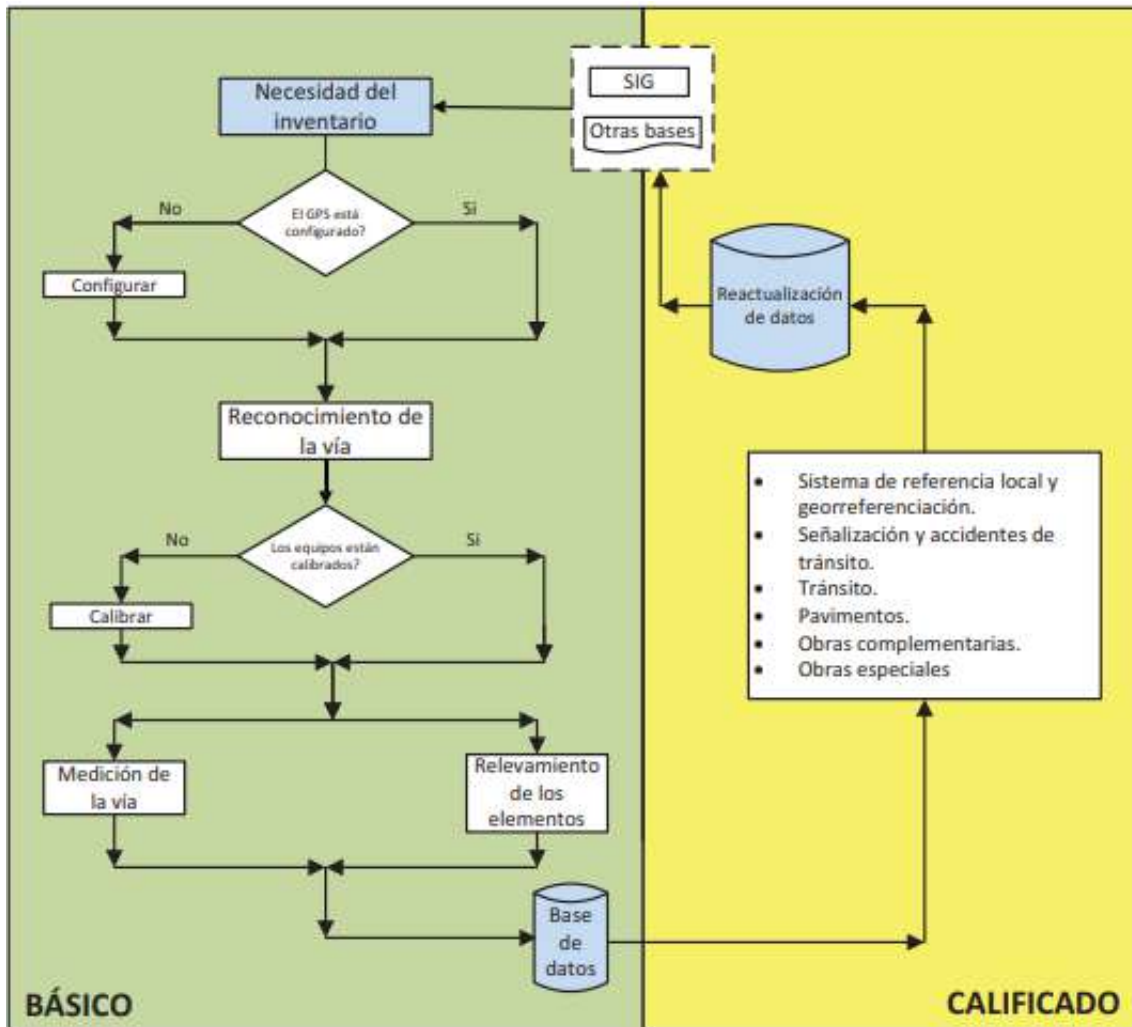 Necesidad del
inventario
SIG
Otras bases
El GPS está
configurado?
No
Si
Configurar
Reactualización
de datos
Reconocimiento de
la vía
Los equipos están
calibrados?
No
Si
Calibrar
• Sistema de referencia local y
georreferenciación.
• Señalización y accidentes de
tránsito.
• Tránsito.
• Pavimentos.
• Obras complementarias.
• Obras especiales
Medición de
la vía
Relevamiento
de los
elementos
Base
de
datos
BÁSICO
CALIFICADO